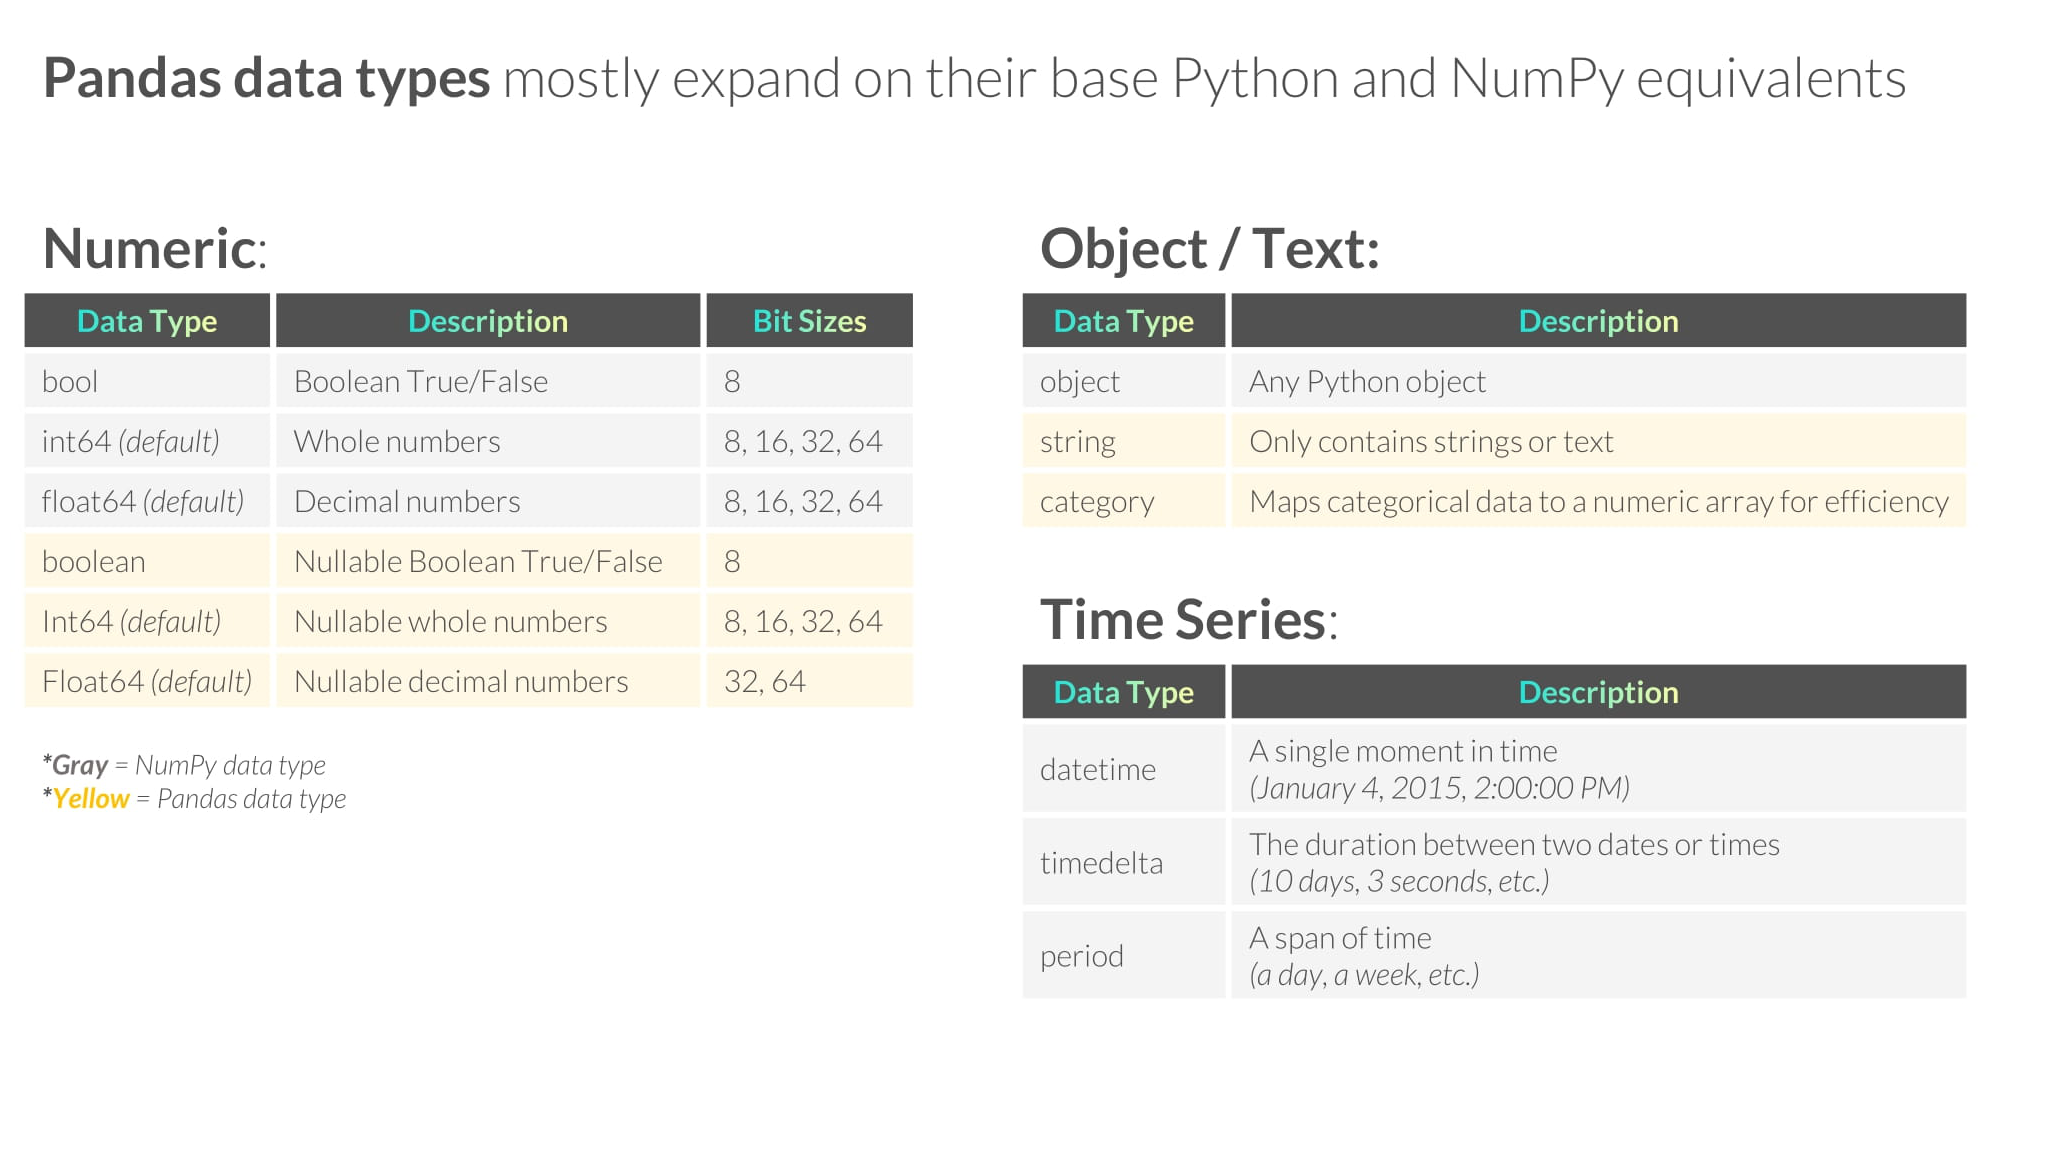 Pandas data types mostly expand on their base Python and NumPy equivalents
Numeric:
Data Type Description Bit Sizes
bool Boolean True/False 8
int64 (default) Whole numbers 8, 16, 32, 64
float64 (default) Decimal numbers 8, 16, 32, 64
boolean Nullable Boolean True/False 8
Int64 (default) Nullable whole numbers 8, 16, 32, 64
Float64 (default) Nullable decimal numbers 32, 64
*Gray = NumPy data type
*Yellow = Pandas data type
Object / Text:
Data Type Description
object Any Python object
string Only contains strings or text
category Maps categorical data to a numeric array for efficiency
Time Series:
Data Type Description
datetime A single moment in time
(January 4, 2015, 2:00:00 PM)
timedelta The duration between two dates or times
(10 days, 3 seconds, etc.)
period A span of time
(a day, a week, etc.)